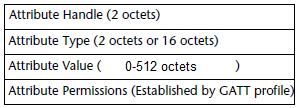 Attribute Handle (2 octets)
Attribute Type (2 octets or 16 octets)
Attribute Value ( 0-512 octets )
Attribute Permissions (Established by GATT profile)